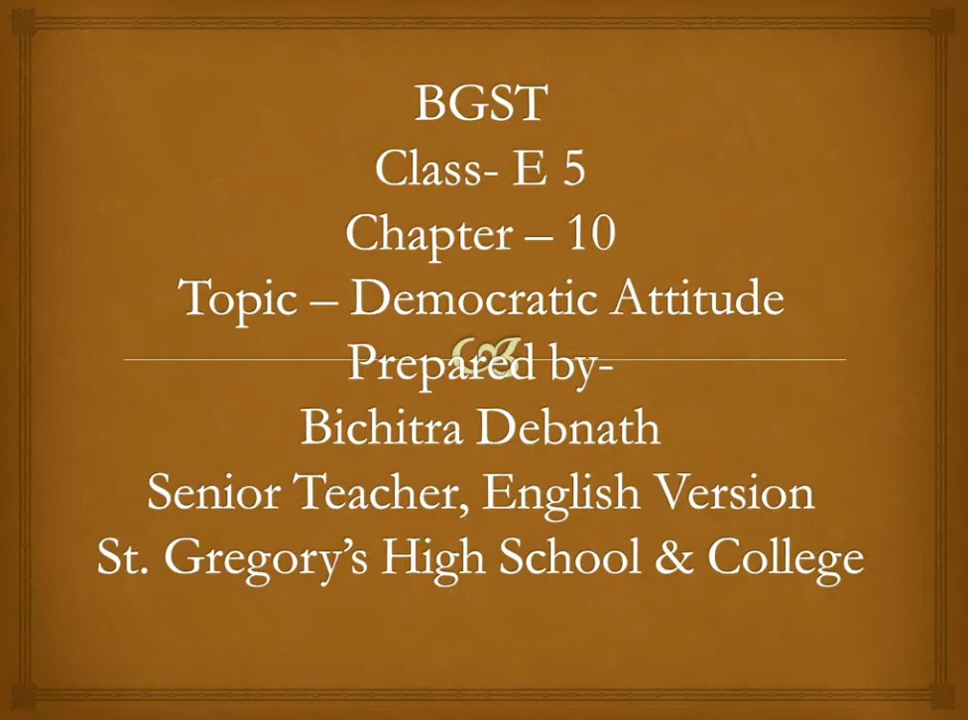 BGST
Class- E 5
Chapter – 10
Topic – Democratic Attitude
Prepared by-
Bichitra Debnath
Senior Teacher, English Version
St. Gregory’s High School & College